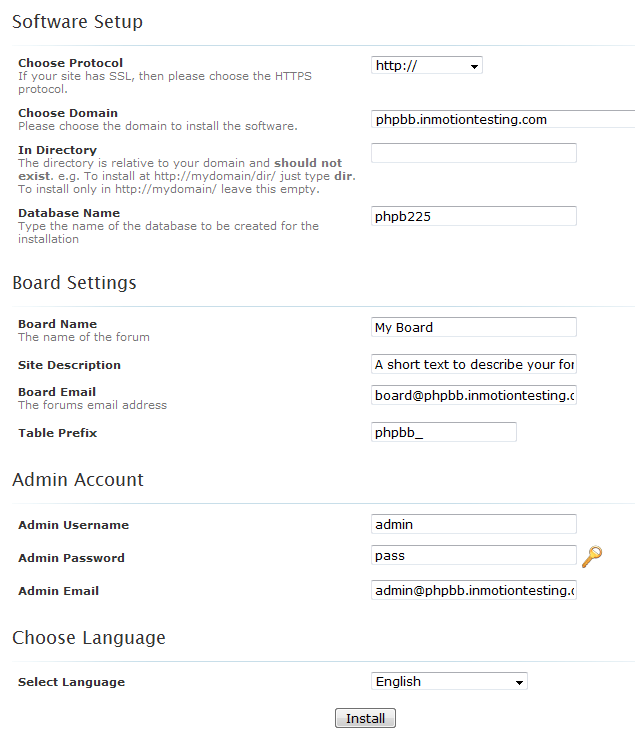 Software Setup
Choose Protocol
If your site has SSL, then please choose the HTTPS
protocol.
http://
Choose Domain
Please choose the domain to install the software.
phpbb.inmotiontesting.com
In Directory
The directory is relative to your domain and should not
exist. e.g. To install at http://mydomain/dir/ just type dir.
To install only in http://mydomain/ leave this empty.
Database Name
Type the name of the database to be created for the
installation
phpb225
Board Settings
Board Name
The name of the forum
My Board
Site Description
A short text to describe your for
Board Email
The forums email address
board@phpbb.inmotiontesting.c
Table Prefix
phpbb_
Admin Account
Admin Username
admin
Admin Password
pass
Admin Email
admin@phpbb.inmotiontesting.c
Choose Language
Select Language
English
Install